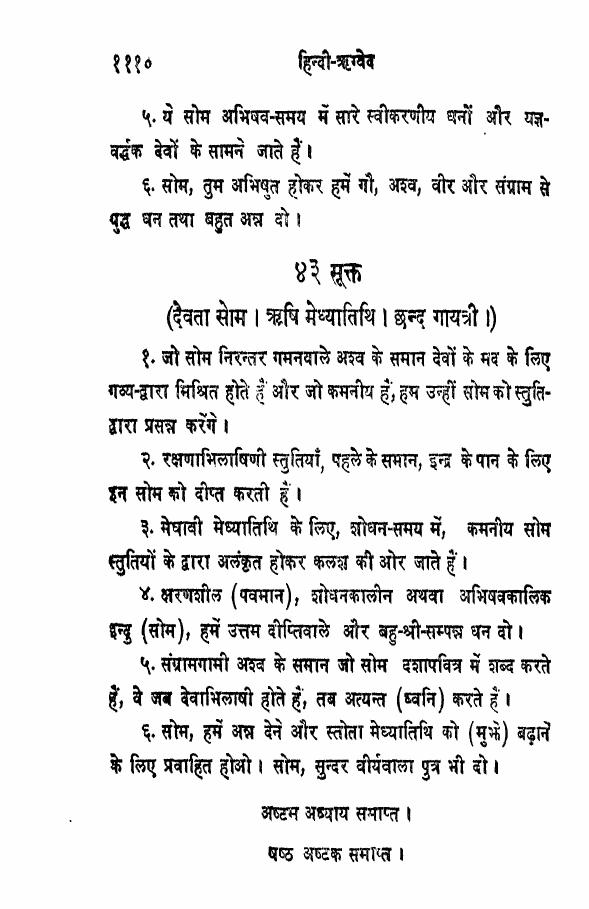 १११० हिन्दी-ऋग्वेद
५. ये सोम अभिषव-समय में सारे स्वीकरणीय धनों और यज्ञ-
वर्द्धक देवों के सामने जाते हैं।
६. सोम, तुम अभिषुत होकर हमें गौ, अश्व, वीर और संग्राम से
युद्ध धन तथा बहुत अन्न दो।
४३ सूक्त
(देवता सोम। ऋषि मेध्यातिथि। छन्द गायत्री।)
१. जो सोम निरन्तर गमनवाले अश्व के समान देवों के मद के लिए
गव्य-द्वारा मिश्रित होते हैं और जो कमनीय हैं, हम उन्हीं सोम को स्तुति-
द्वारा प्रसन्न करेंगे।
२. रक्षणाभिलाषिणी स्तुतियाँ, पहले के समान, इन्द्र के पान के लिए
इन सोम को दीप्त करती हैं।
३. मेघावी मेध्यातिथि के लिए, शोधन-समय में, कमनीय सोम
स्तुतियों के द्वारा अलंकृत होकर कलश की ओर जाते हैं।
४. क्षरणशील (पवमान), शोधनकालीन अथवा अभिषवकालिक
इन्दु (सोम), हमें उत्तम दीप्तिवाले और बहु-श्री-सम्पन्न धन दो।
५. संग्रामगामी अश्व के समान जो सोम दशापवित्र में शब्द करते
हैं, वे जब देवाभिलाषी होते हैं, तब अत्यन्त (ध्वनि) करते हैं।
६. सोम, हमें अन्न देने और स्तोता मेध्यातिथि को (मुझे) बढ़ाने
के लिए प्रवाहित होओ। सोम, सुन्दर वीर्यवाला पुत्र भी दो।
अष्टम अध्याय समाप्त।
षष्ठ अष्टक समाप्त।